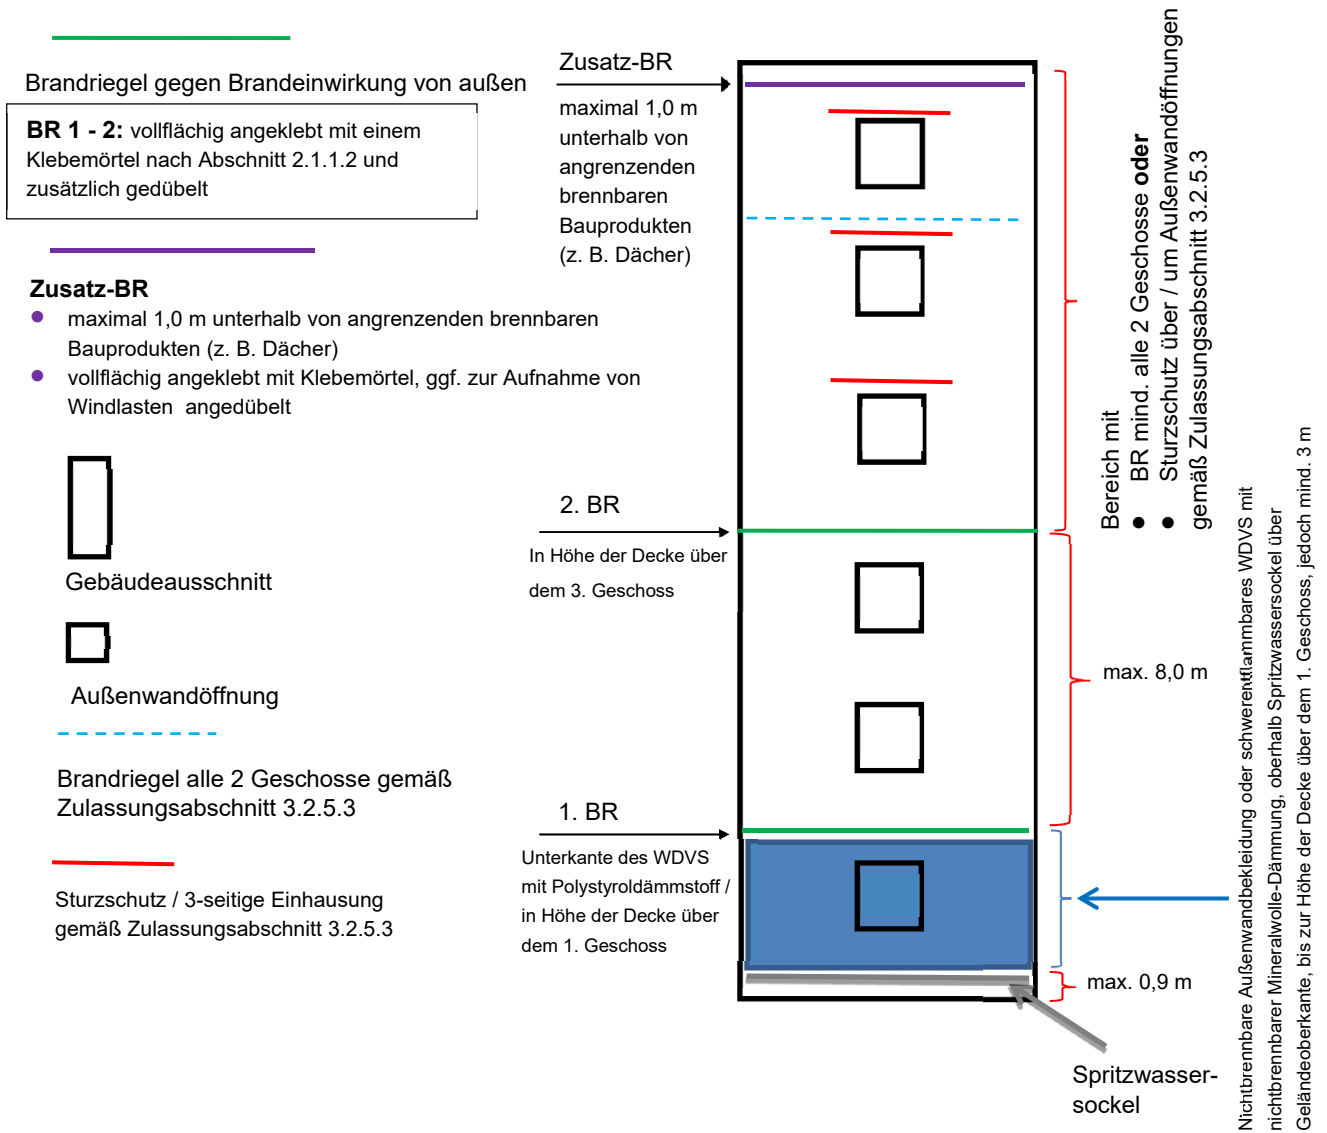 Brandriegel gegen Brandeinwirkung von außen
BR 1 - 2: vollflächig angeklebt mit einem
Klebemörtel nach Abschnitt 2.1.1.2 und
zusätzlich gedübelt
Zusatz-BR
● maximal 1,0 m unterhalb von angrenzenden brennbaren
Bauprodukten (z. B. Dächer)
● vollflächig angeklebt mit Klebemörtel, ggf. zur Aufnahme von
Windlasten angedübelt
Gebäudeausschnitt
Außenwandöffnung
Brandriegel alle 2 Geschosse gemäß
Zulassungsabschnitt 3.2.5.3
Sturzschutz / 3-seitige Einhausung
gemäß Zulassungsabschnitt 3.2.5.3
Zusatz-BR
maximal 1,0 m
unterhalb von
angrenzenden
brennbaren
Bauprodukten
(z. B. Dächer)
2. BR
In Höhe der Decke über
dem 3. Geschoss
1. BR
Unterkante des WDVS
mit Polystyroldämmstoff /
in Höhe der Decke über
dem 1. Geschoss
Bereich mit
● BR mind. alle 2 Geschosse oder
● Sturzschutz über / um Außenwandöffnungen
gemäß Zulassungsabschnitt 3.2.5.3
max. 8,0 m
max. 0,9 m
Spritzwasser-
sockel
Nichtbrennbare Außenwandbekleidung oder schwerentflammbares WDVS mit
nichtbrennbarer Mineralwolle-Dämmung, oberhalb Spritzwassersockel über
Geländeoberkante, bis zur Höhe der Decke über dem 1. Geschoss, jedoch mind. 3 m